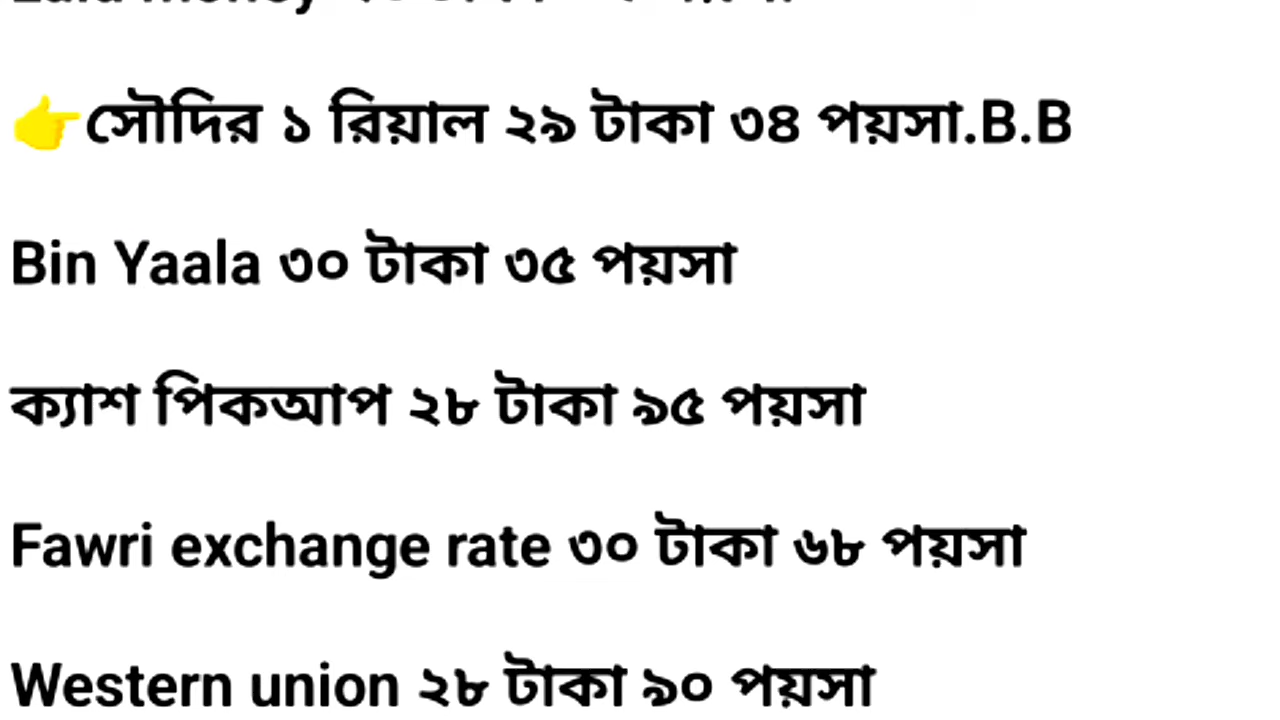 👉সৌদির ১ রিয়াল ২৯ টাকা ৩৪ পয়সা.B.B
Bin Yaala ৩০ টাকা ৩৫ পয়সা
ক্যাশ পিকআপ ২৮ টাকা ৯৫ পয়সা
Fawri exchange rate ৩০ টাকা ৬৮ পয়সা
Western union ২৮ টাকা ৯০ পয়সা